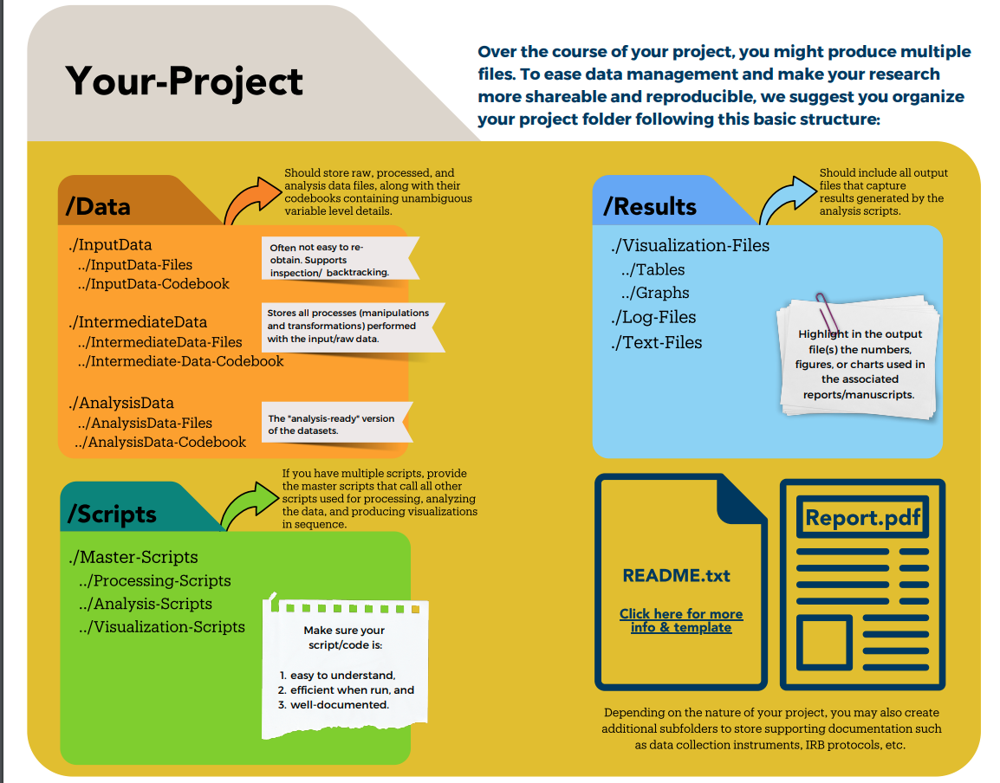 Your-Project
Over the course of your project, you might produce multiple
files. To ease data management and make your research
more shareable and reproducible, we suggest you organize
your project folder following this basic structure:
/Data
Should store raw, processed, and
analysis data files, along with their
codebooks containing unambiguous
variable level details.
./InputData
../InputData-Files
../InputData-Codebook
Often not easy to re-
obtain. Supports
inspection/ backtracking.
./IntermediateData
../IntermediateData-Files
../Intermediate-Data-Codebook
Stores all processes (manipulations
and transformations) performed
with the input/raw data.
./AnalysisData
../AnalysisData-Files
../AnalysisData-Codebook
The "analysis-ready" version
of the datasets.
/Results
Should include all output
files that capture
results generated by the
analysis scripts.
./Visualization-Files
../Tables
../Graphs
./Log-Files
./Text-Files
Highlight in the output
file(s) the numbers,
figures, or charts used in
the associated
reports/manuscripts.
/Scripts
If you have multiple scripts, provide
the master scripts that call all other
scripts used for processing, analyzing
the data, and producing visualizations
in sequence.
./Master-Scripts
../Processing-Scripts
../Analysis-Scripts
../Visualization-Scripts
Make sure your
script/code is:
1. easy to understand,
2. efficient when run, and
3. well-documented.
README.txt
Click here for more
info & template
Report.pdf
Depending on the nature of your project, you may also create
additional subfolders to store supporting documentation such
as data collection instruments, IRB protocols, etc.